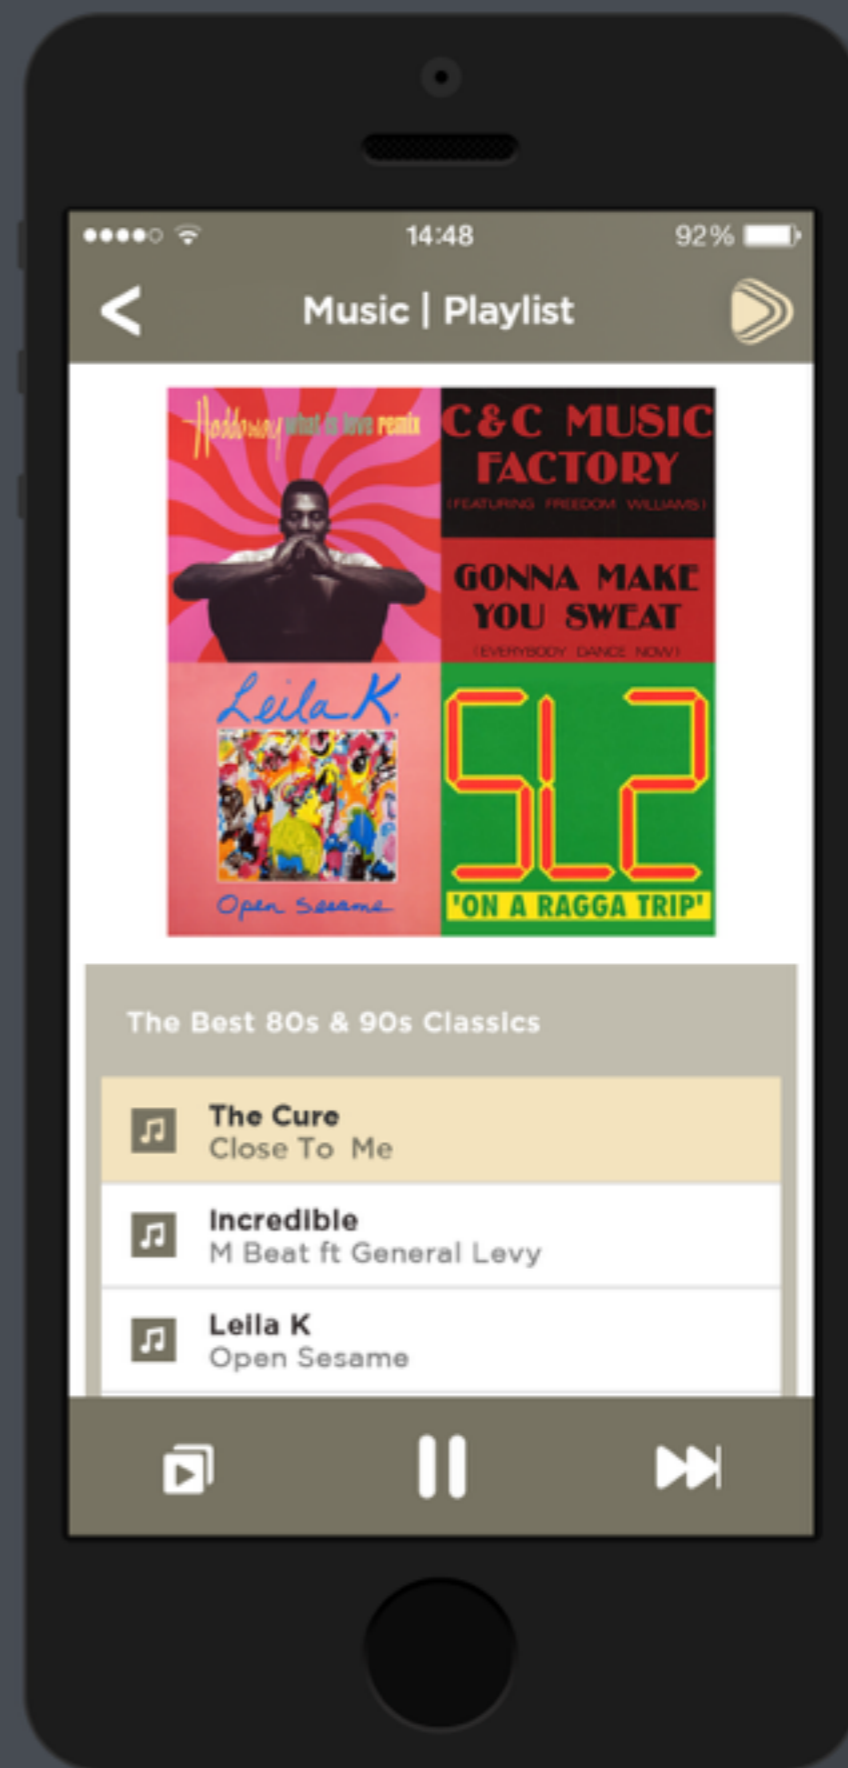 14:48
92%
Music | Playlist
Haddaway what is love remix
C&C MUSIC
FACTORY
(FEATURING FREEDOM WILLIAMS)
GONNA MAKE
YOU SWEAT
(EVERYBODY DANCE NOW)
Leila K.
Open Sesame
SL2
'ON A RAGGA TRIP'
The Best 80s & 90s Classics
The Cure
Close To Me
Incredible
M Beat ft General Levy
Leila K
Open Sesame